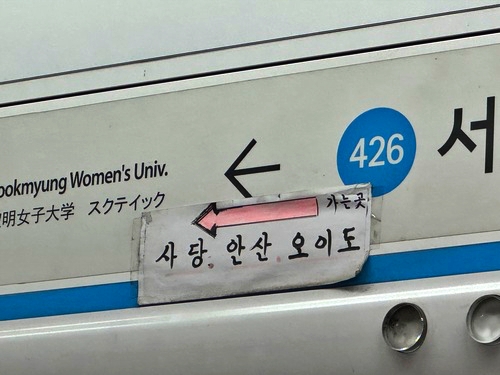 ookmyung Women's Univ.
明女子大学 スクテイック
426
서
가는곳
사당. 안산 오이도